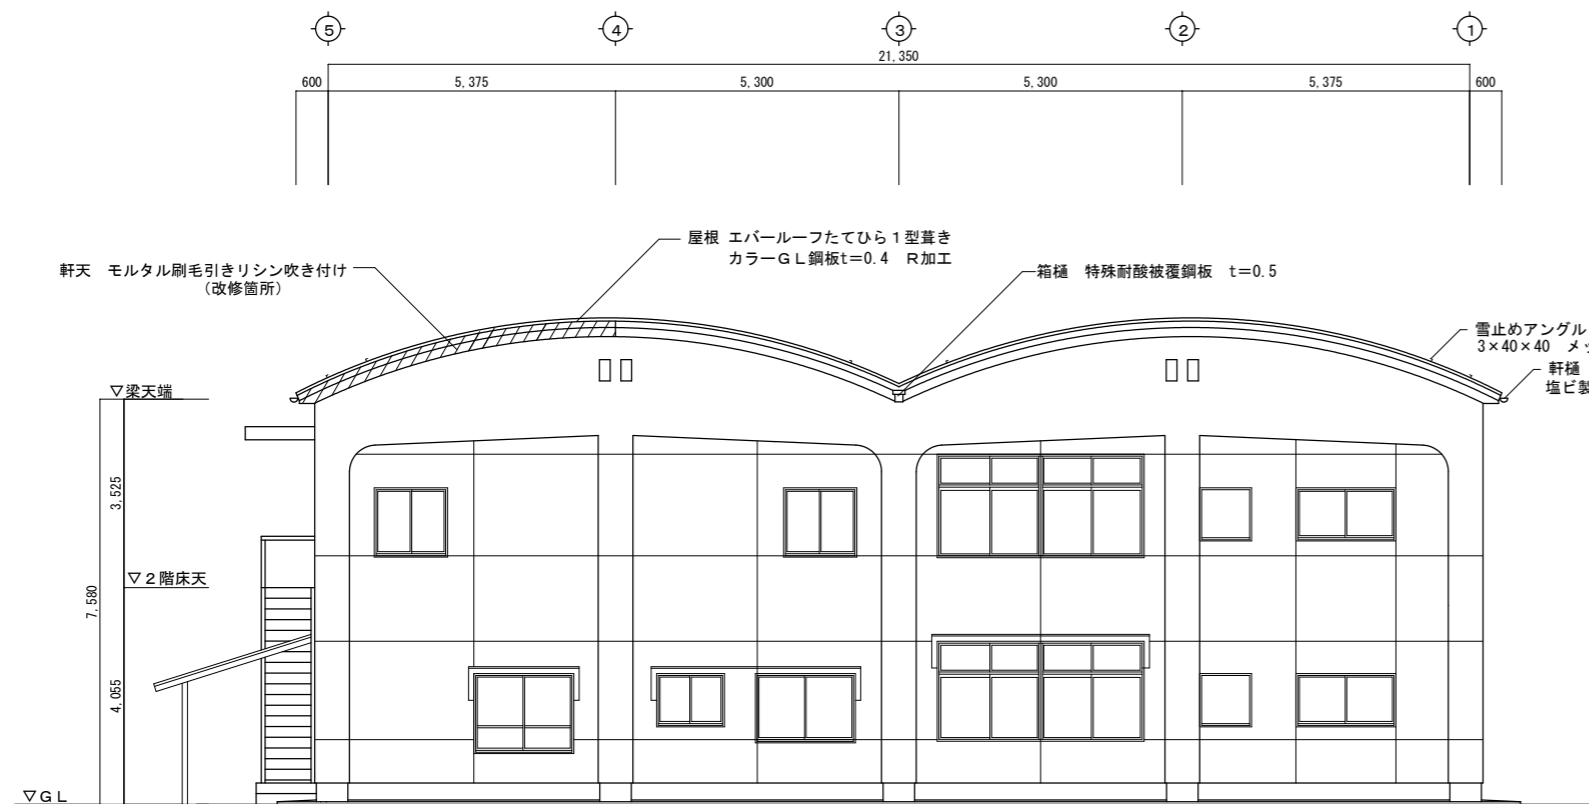 5 4 3 2 1
21,350
600 5,375 5,300 5,300 5,375 600
屋根 エバールーフたてひら1型葺き
カラーGL鋼板t=0.4 R加工
軒天 モルタル刷毛引きリシン吹き付け
(改修箇所)
箱樋 特殊耐酸被覆鋼板 t=0.5
雪止めアングル
3×40×40 メッ
軒樋
塩ビ製
▽梁天端
3,525
▽2階床天
7,580
4,055
▽GL